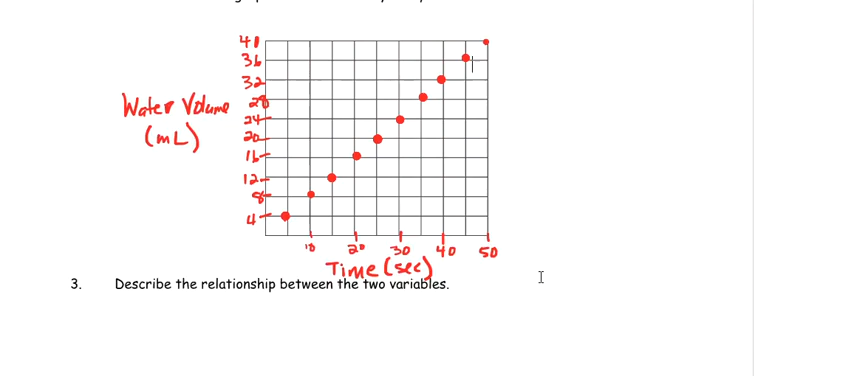 40
36
32
28
24
20
16
12
8
4
Water Volume
(mL)
10 20 30 40 50
Time (sec)
3. Describe the relationship between the two variables.